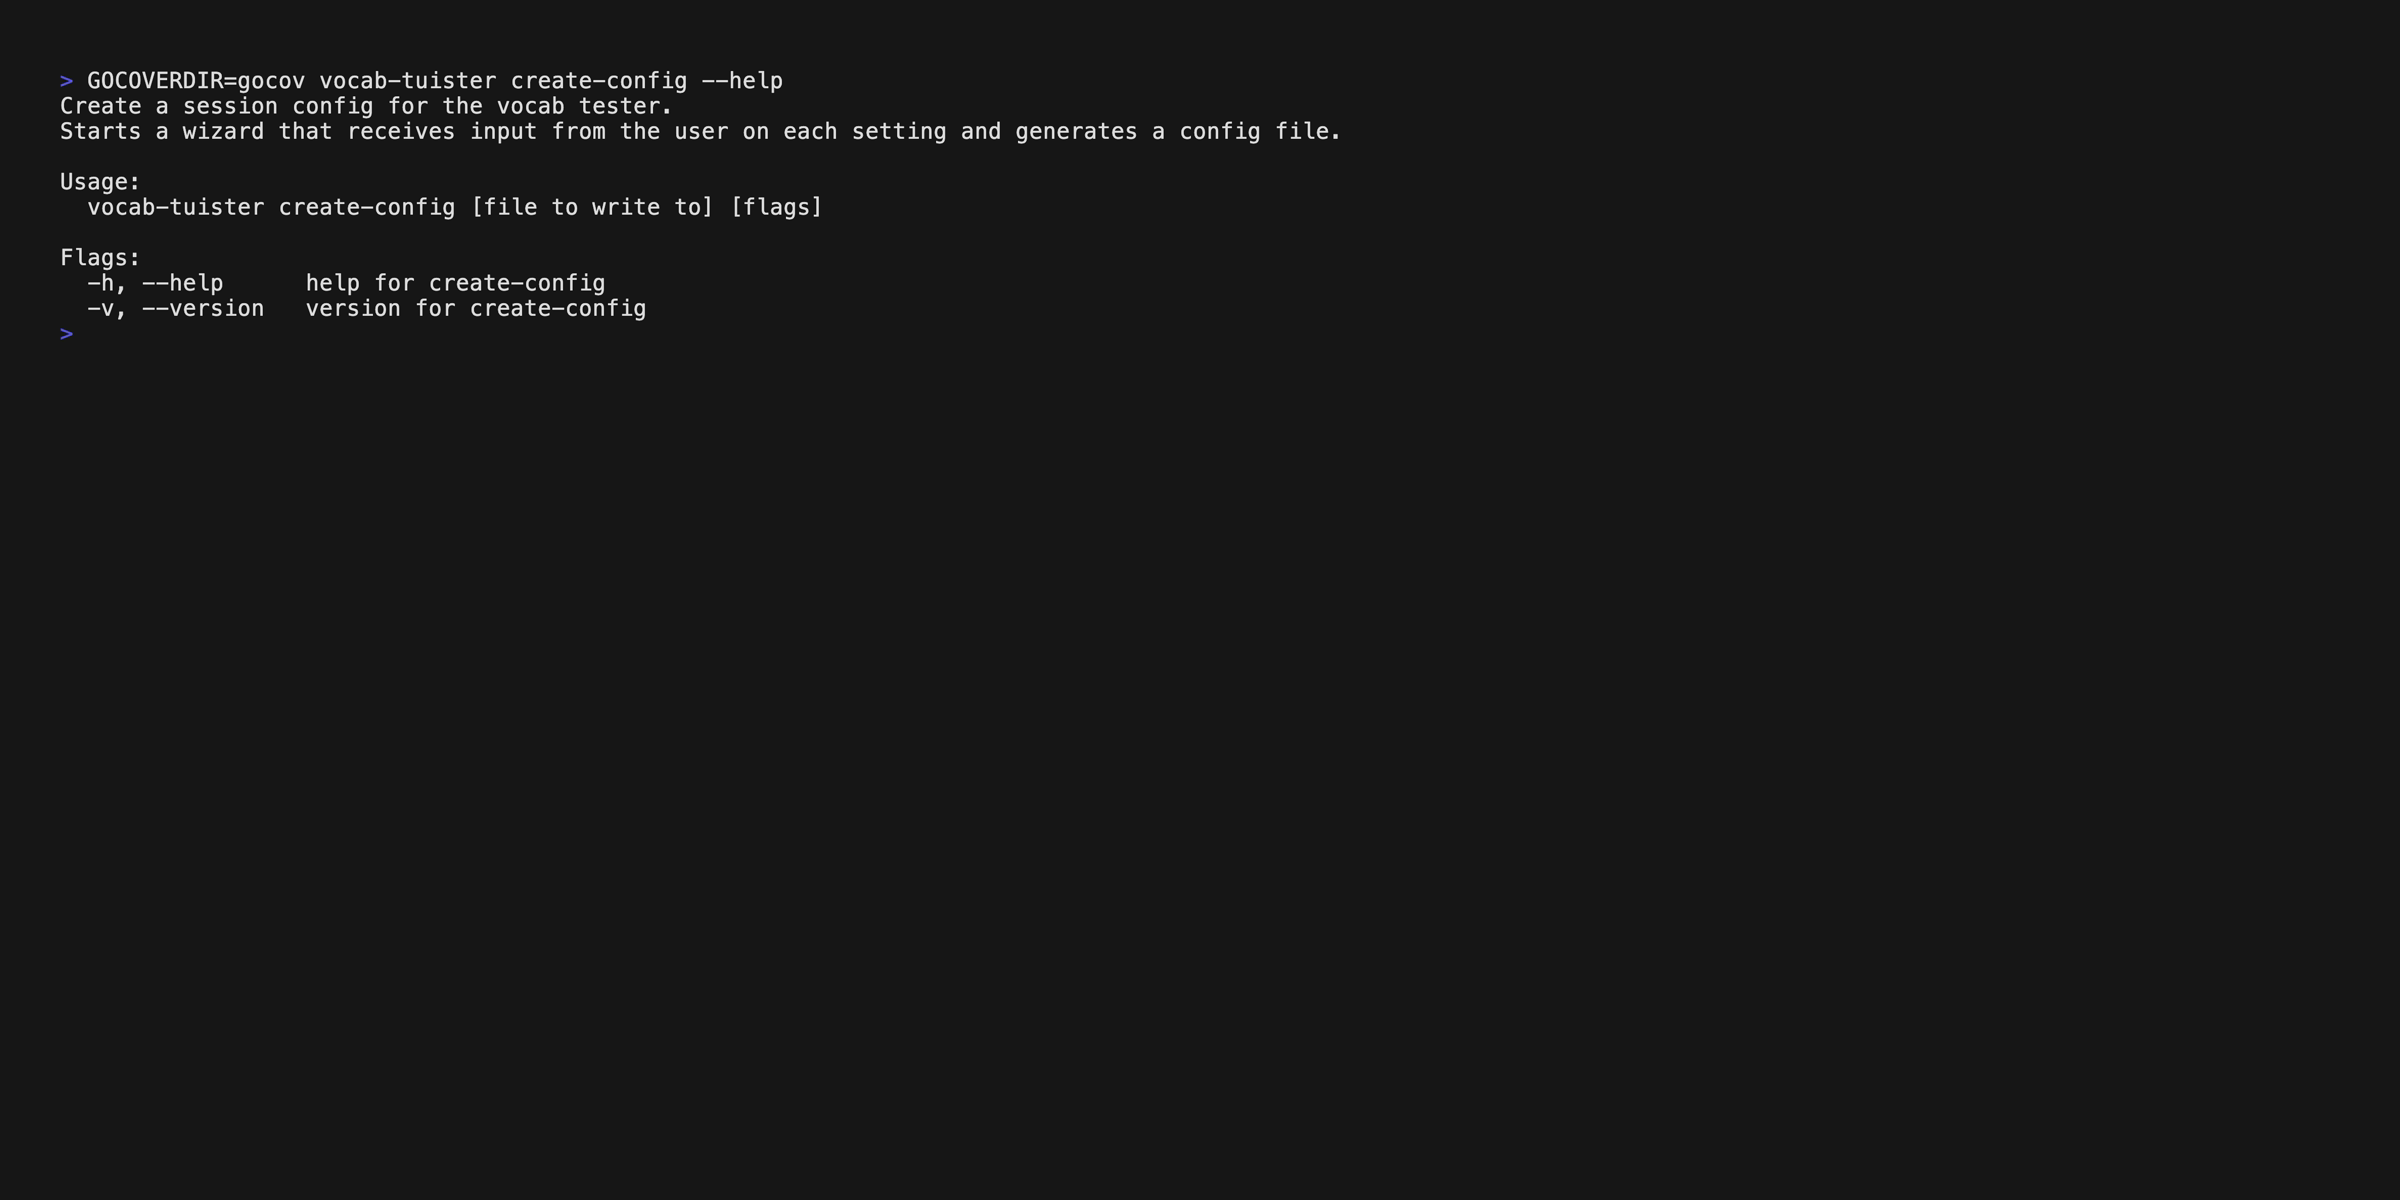 > GOCOVERDIR=gocov vocab-tuister create-config --help
Create a session config for the vocab tester.
Starts a wizard that receives input from the user on each setting and generates a config file.

Usage:
  vocab-tuister create-config [file to write to] [flags]

Flags:
  -h, --help      help for create-config
  -v, --version   version for create-config
>